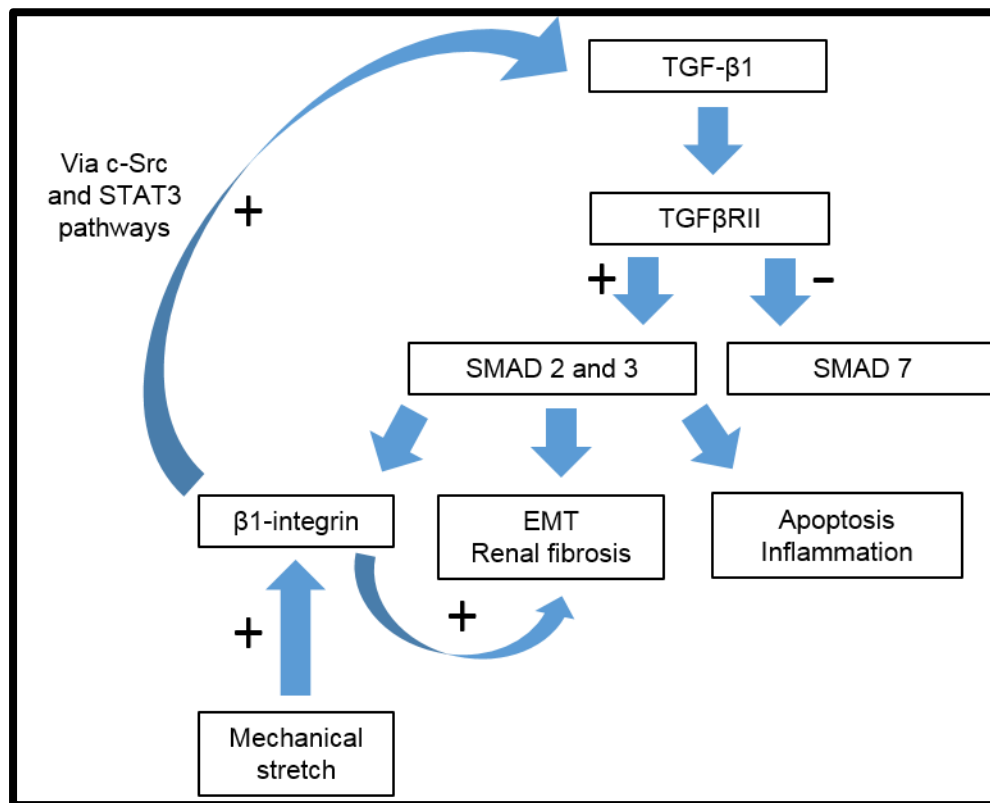 TGF-β1
Via c-Src
and STAT3
pathways
+
TGFβRII
+
–
SMAD 2 and 3
SMAD 7
β1-integrin
EMT
Renal fibrosis
Apoptosis
Inflammation
+
+
Mechanical
stretch